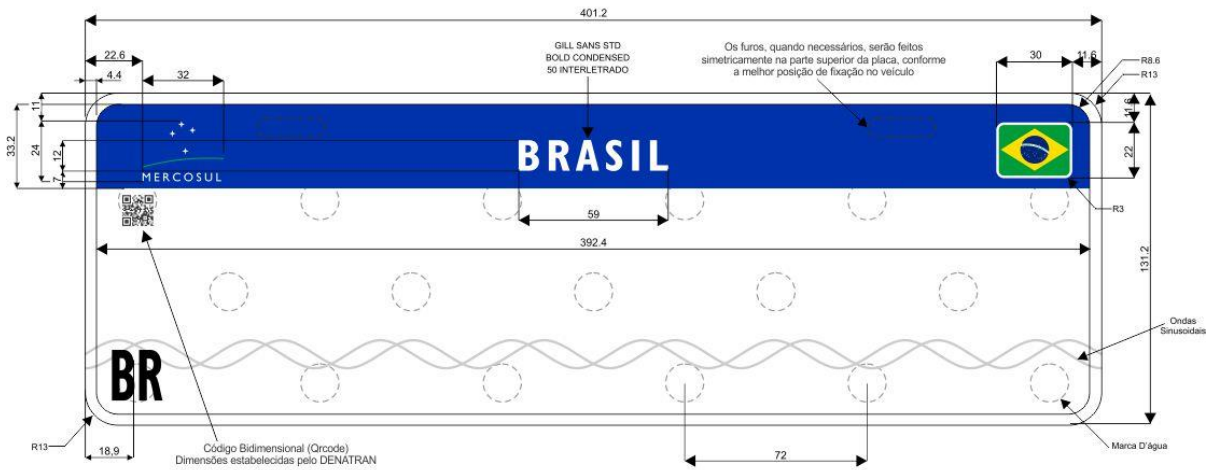 401.2
22.6
4.4
32
GILL SANS STD
BOLD CONDENSED
50 INTERLETRADO
Os furos, quando necessários, serão feitos
simetricamente na parte superior da placa, conforme
a melhor posição de fixação no veículo
30
11.6
R8.6
R13
33.2
11
24
12
7
MERCOSUL
BRASIL
11.6
22
R3
59
392.4
131.2
Ondas
Sinusoidais
BR
R13
18,9
Código Bidimensional (Qrcode)
Dimensões estabelecidas pelo DENATRAN
72
Marca D'água